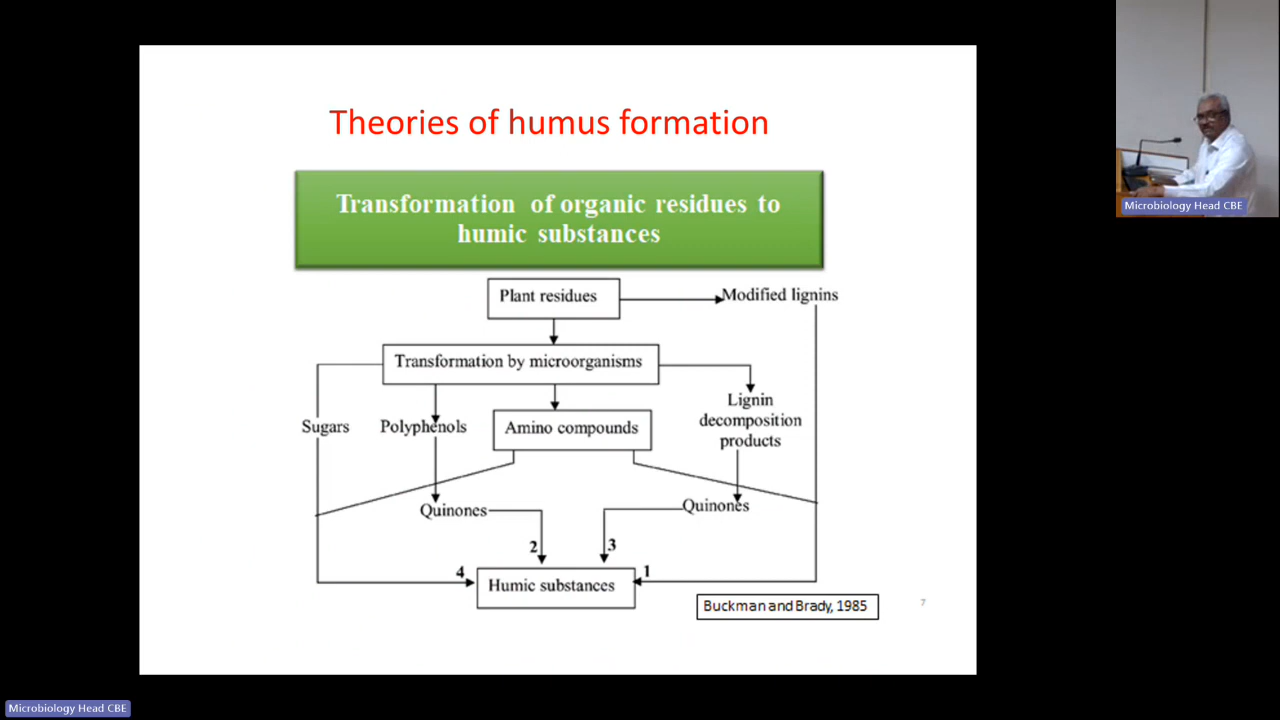 Theories of humus formation
Transformation of organic residues to
humic substances
Plant residues
Modified lignins
Transformation by microorganisms
Sugars
Polyphenols
Amino compounds
Lignin
decomposition
products
Quinones
Quinones
2
3
4
1
Humic substances
Buckman and Brady, 1985
7
Microbiology Head CBE
Microbiology Head CBE